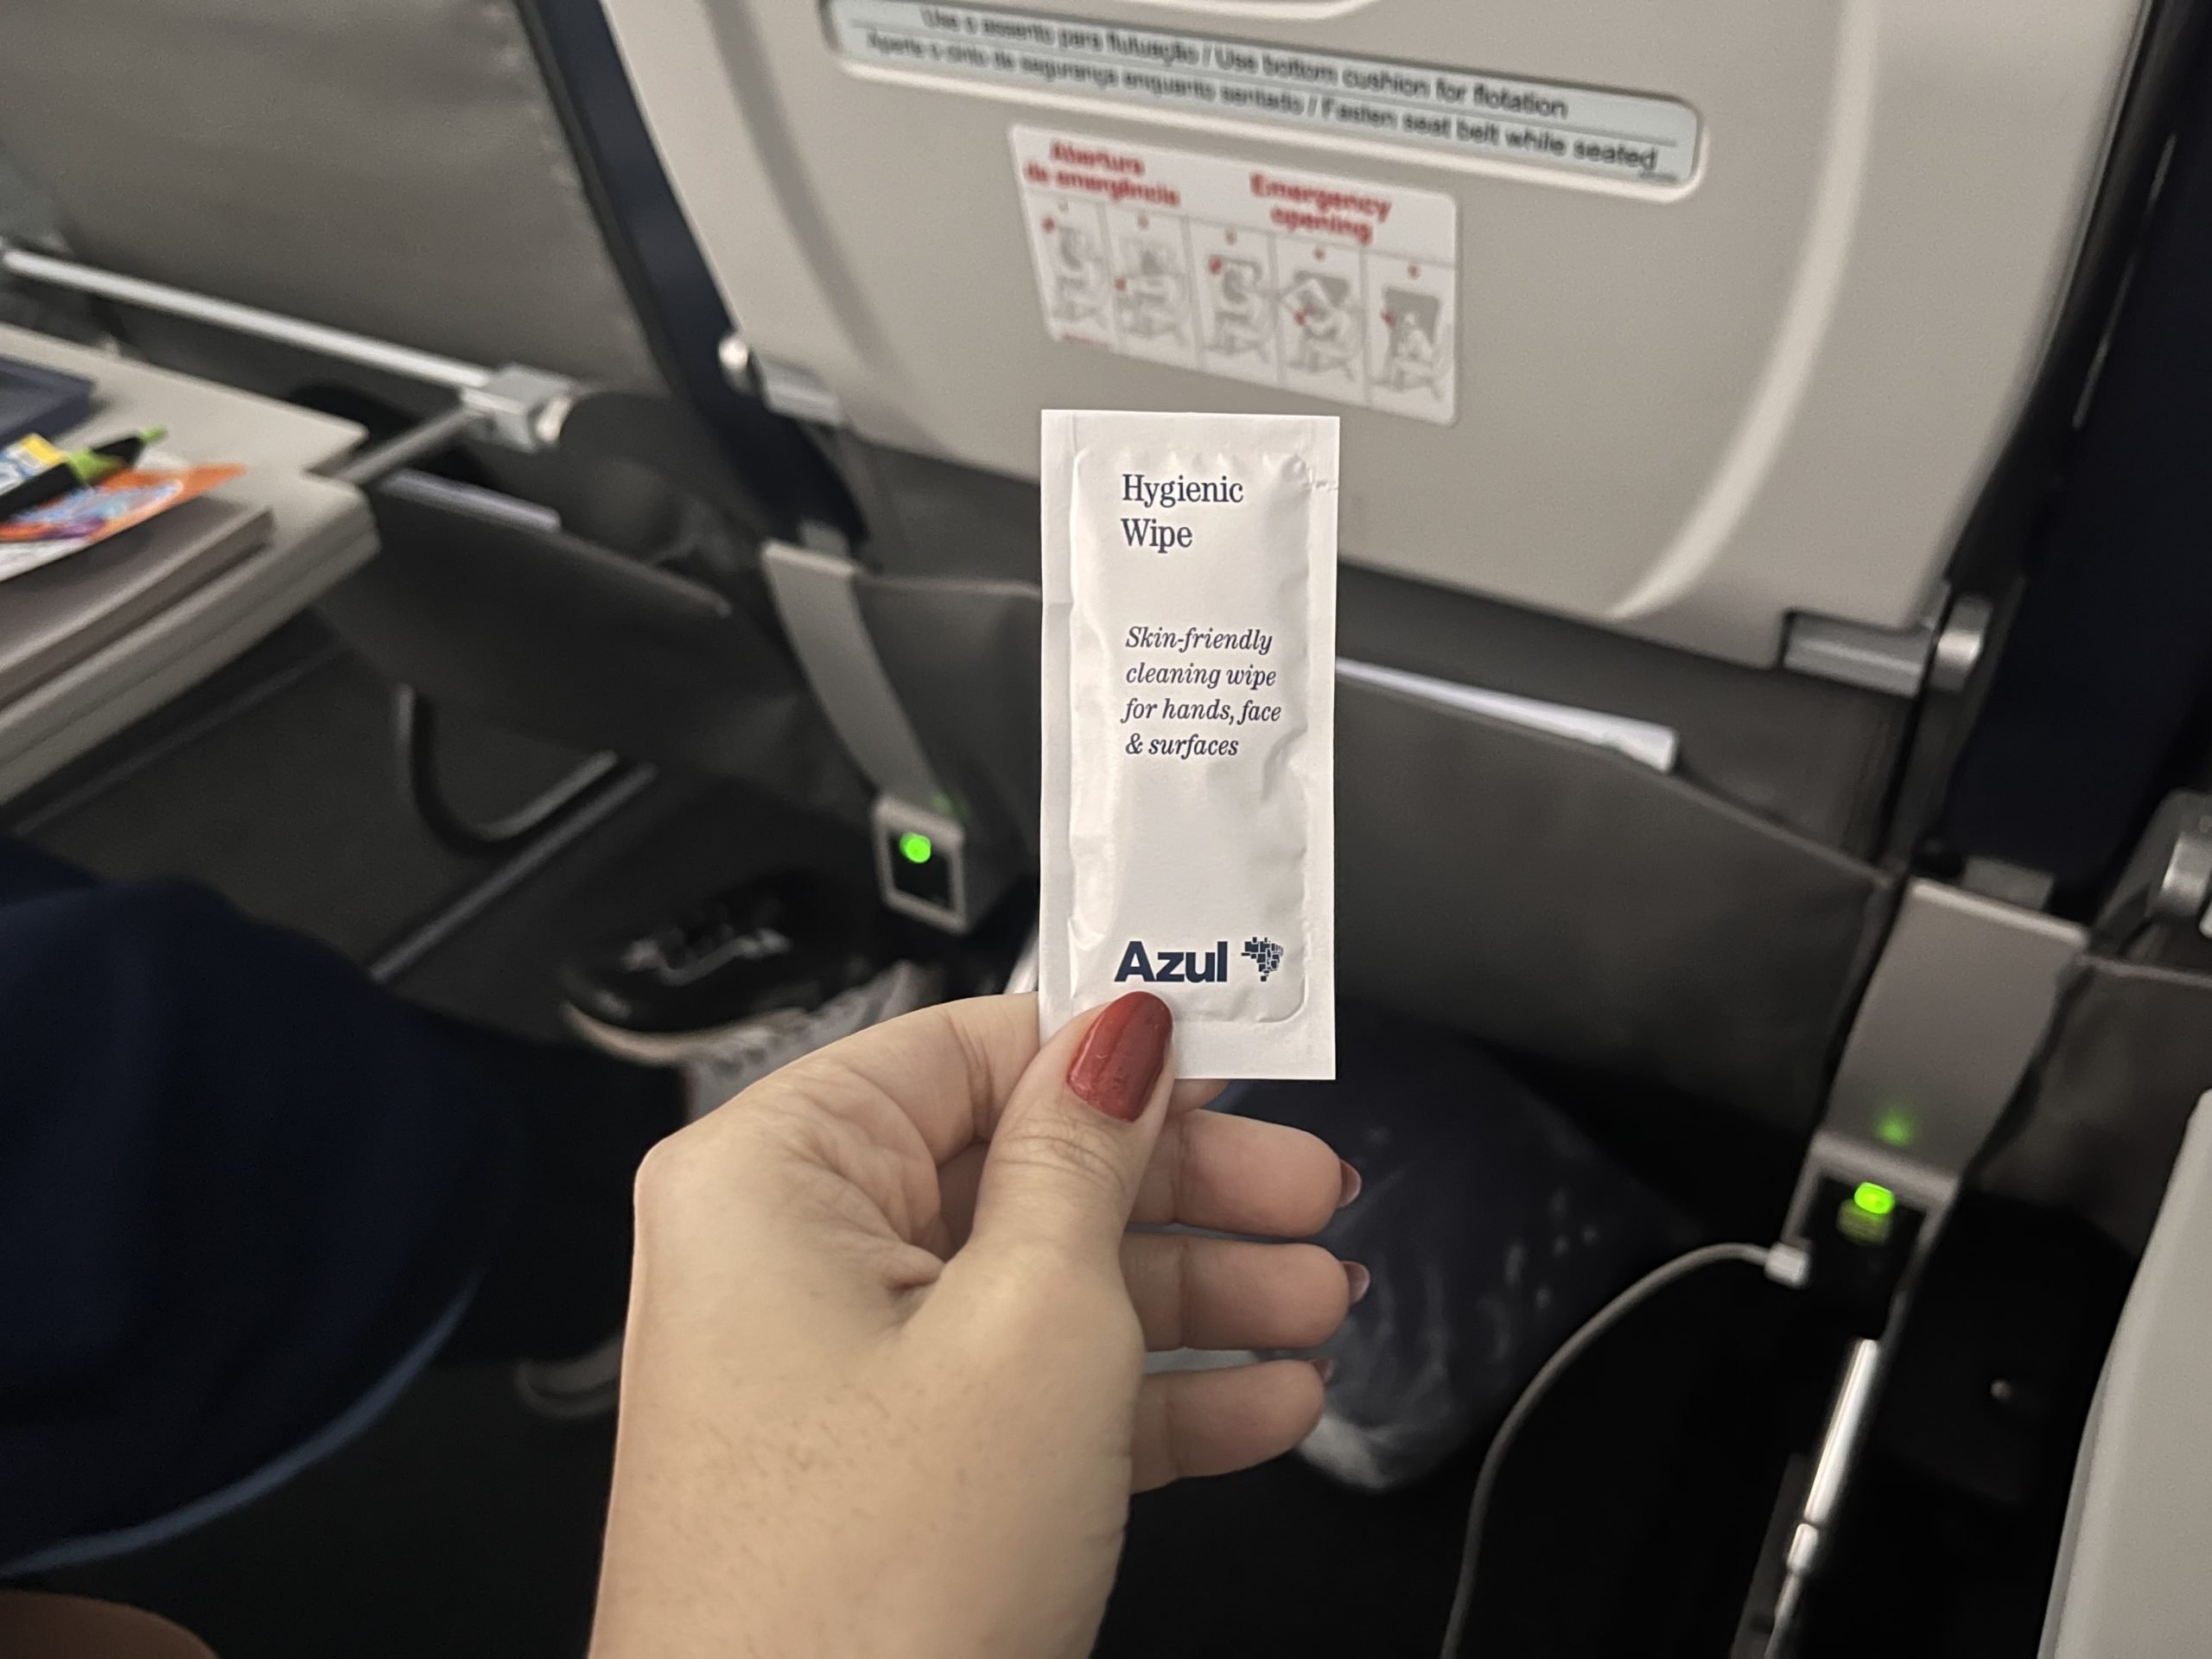 Use o assento para flutuação / Use bottom cushion for flotation
Aperte o cinto de segurança enquanto sentado / Fasten seat belt while seated
Abertura
de emergência
Emergency
opening
Hygienic
Wipe
Skin-friendly
cleaning wipe
for hands, face
& surfaces
Azul